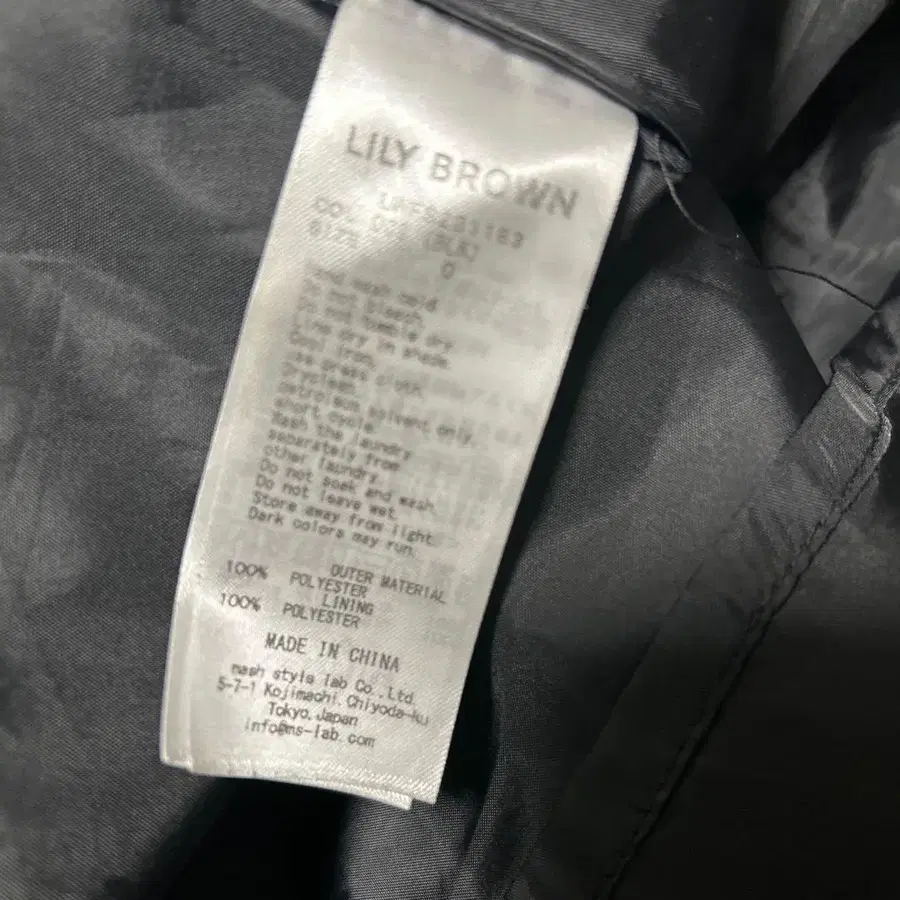 LILY BROWN
(BLK)
0
Hand wash cold.
Do not bleach.
Do not tumble dry.
Line dry in shade.
Cool iron.
Use press cloth.
Dryclean,
petroleum solvent only,
short cycle.
Wash the laundry
separately from
other laundry.
Do not soak and wash.
Do not leave wet.
Store away from light.
Dark colors may run.
OUTER MATERIAL
100% POLYESTER
LINING
100% POLYESTER
MADE IN CHINA
mash style lab Co.,Ltd.
5-7-1 Kojimachi,Chiyoda-ku
Tokyo,Japan
info@ms-lab.com